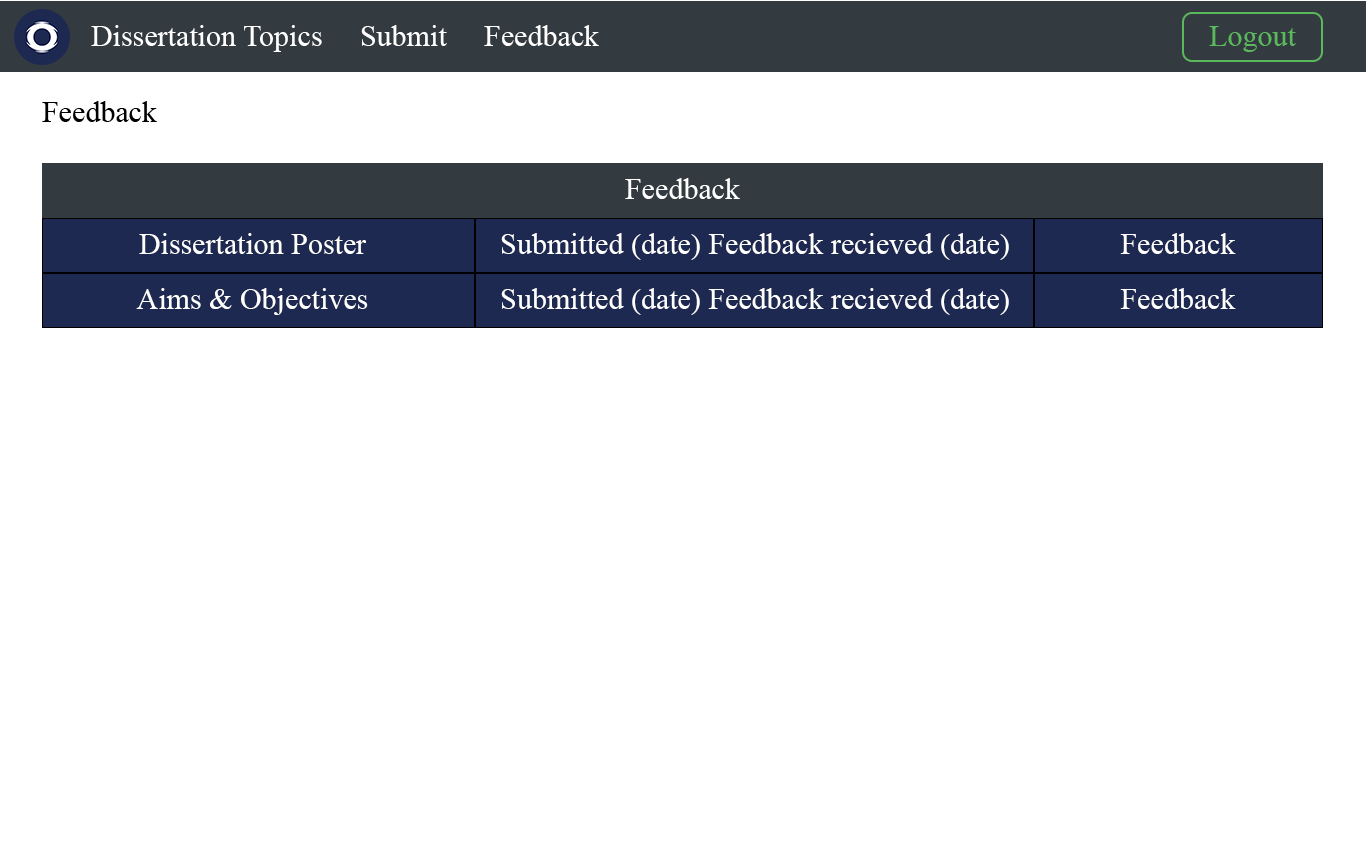 Dissertation Topics Submit Feedback Logout
Feedback
Feedback
Dissertation Poster Submitted (date) Feedback recieved (date) Feedback
Aims & Objectives Submitted (date) Feedback recieved (date) Feedback